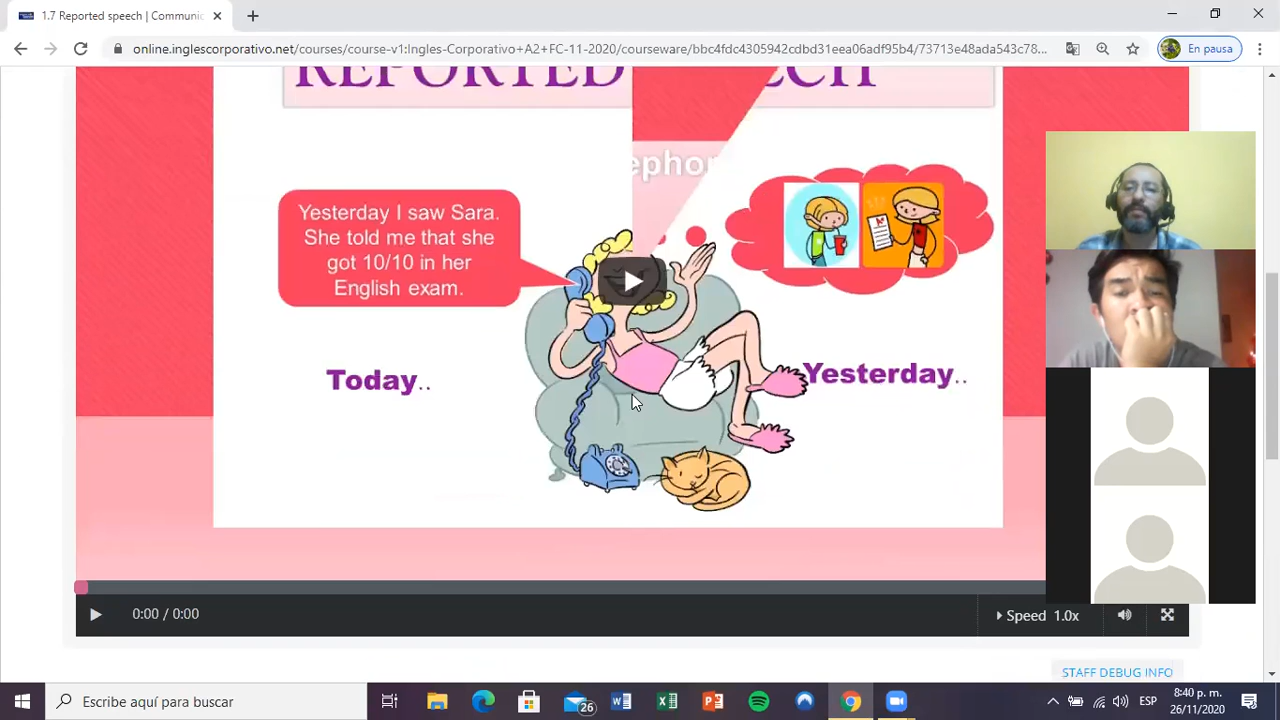 1.7 Reported speech | Communic
online.inglescorporativo.net/courses/course-v1:Ingles-Corporativo+A2+FC-11-2020/courseware/bbc4fdc4305942cdbd31eea06adf95d4/73713e48ada543c78...
En pausa
REPORTED
ECH
ephon
Yesterday I saw Sara.
She told me that she
got 10/10 in her
English exam.
Today..
Yesterday..
0:00 / 0:00
Speed 1.0x
STAFF DEBUG INFO
Escribe aquí para buscar
26
ESP
8:40 p. m.
26/11/2020